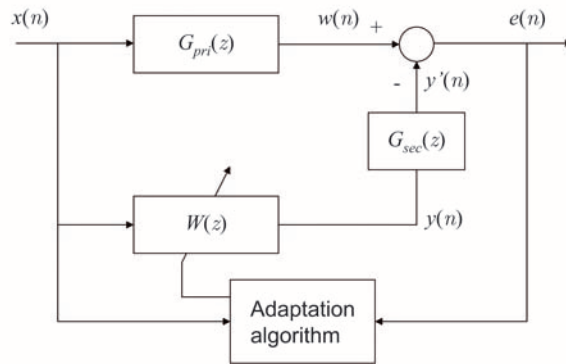 x(n)
G_pri(z)
w(n)
+
e(n)
-
y’(n)
G_sec(z)
W(z)
y(n)
Adaptation
algorithm